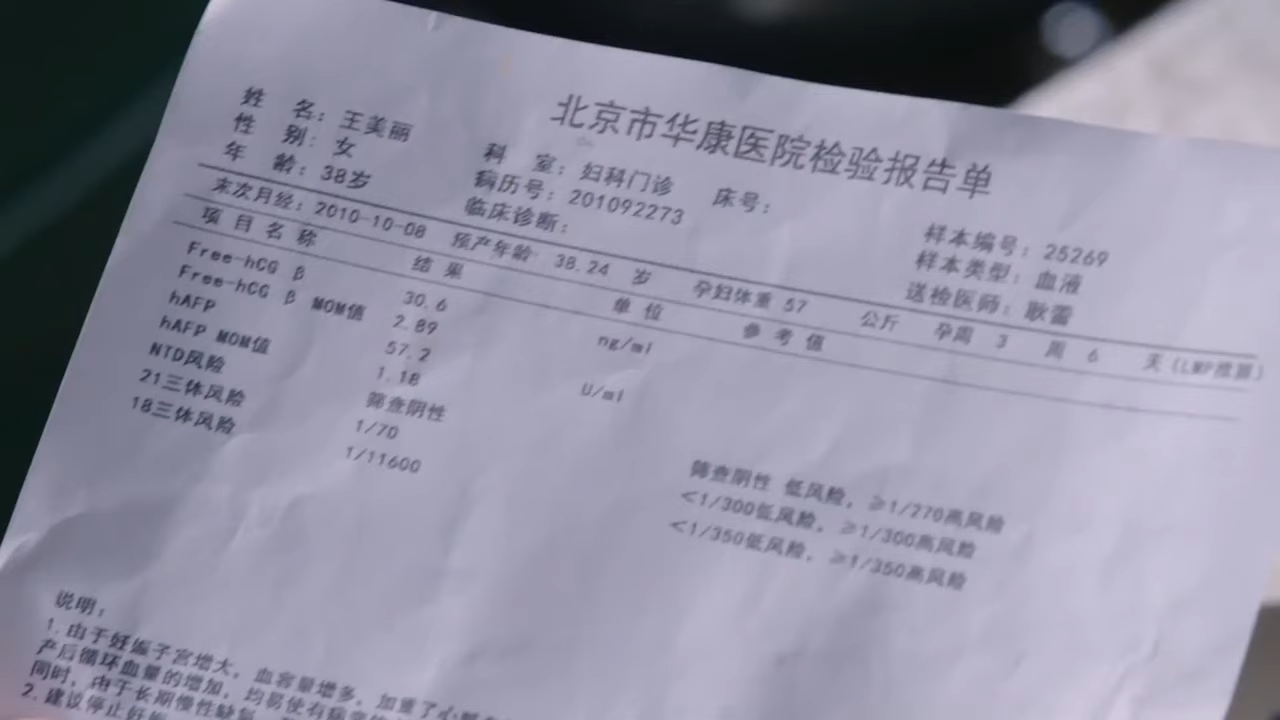 北京市华康医院检验报告单
姓 名：王美丽
性 别：女 科 室：妇科门诊 床号： 样本编号：25269
年 龄：38岁 病历号：201092273 样本类型：血液
临床诊断： 送检医师：耿蕾
末次月经：2010-10-08 预产年龄 38.24 岁 孕妇体重 57 公斤 孕周 3 周 6 天（LMP推算）
项 目 名 称 结 果 单 位 参 考 值
Free-hCG β 30.6 ng/ml
Free-hCG β MOM值 2.89
hAFP 57.2 U/ml
hAFP MOM值 1.18
NTD风险 筛查阴性 筛查阴性 低风险，≥1/270高风险
21三体风险 1/70 <1/300低风险，≥1/300高风险
18三体风险 1/11600 <1/350低风险，≥1/350高风险
说明：
1.由于妊娠子宫增大，血容量增多，加重了心
产后循环血量的增加，均易使有病
同时，由于长期慢性缺
2.建议停止妊